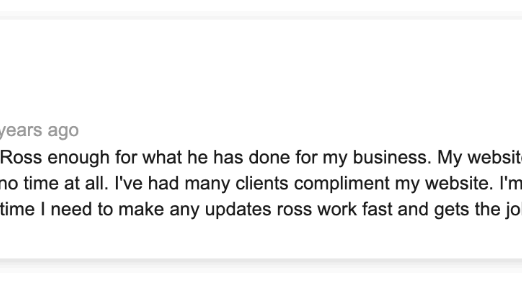 years ago
Ross enough for what he has done for my business. My website
no time at all. I've had many clients compliment my website. I'm
time I need to make any updates ross work fast and gets the jo